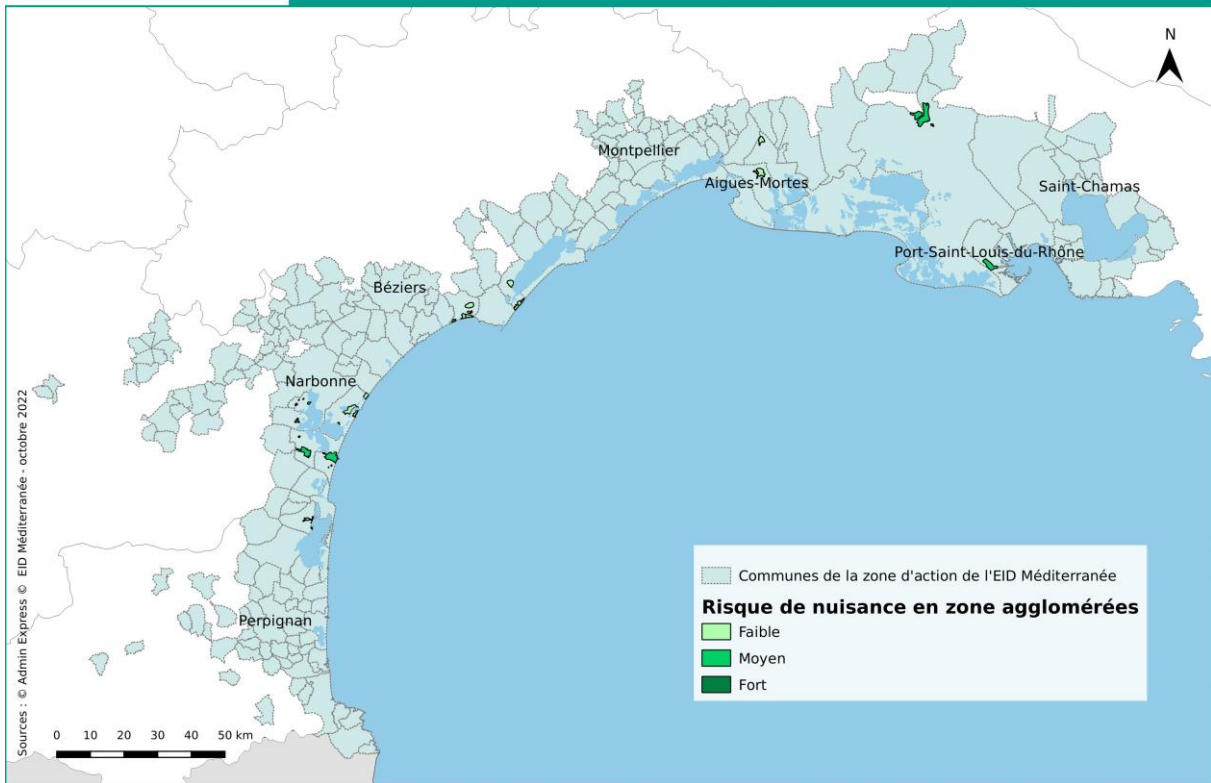 N
Montpellier
Aigues-Mortes
Saint-Chamas
Port-Saint-Louis-du-Rhône
Béziers
Narbonne
Perpignan
Communes de la zone d'action de l'EID Méditerranée
Risque de nuisance en zone agglomérées
Faible
Moyen
Fort
0 10 20 30 40 50 km
Sources : © Admin Express © EID Méditerranée - octobre 2022